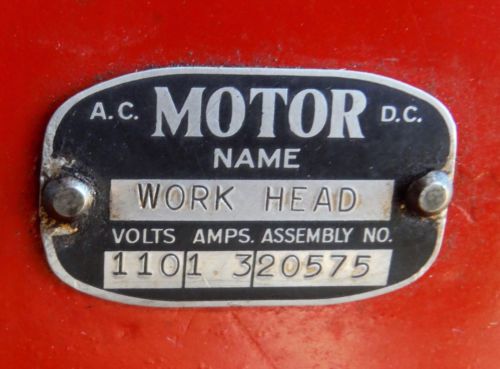 A.C. MOTOR D.C.
NAME
WORK HEAD
VOLTS AMPS. ASSEMBLY NO.
110 1.3 20575